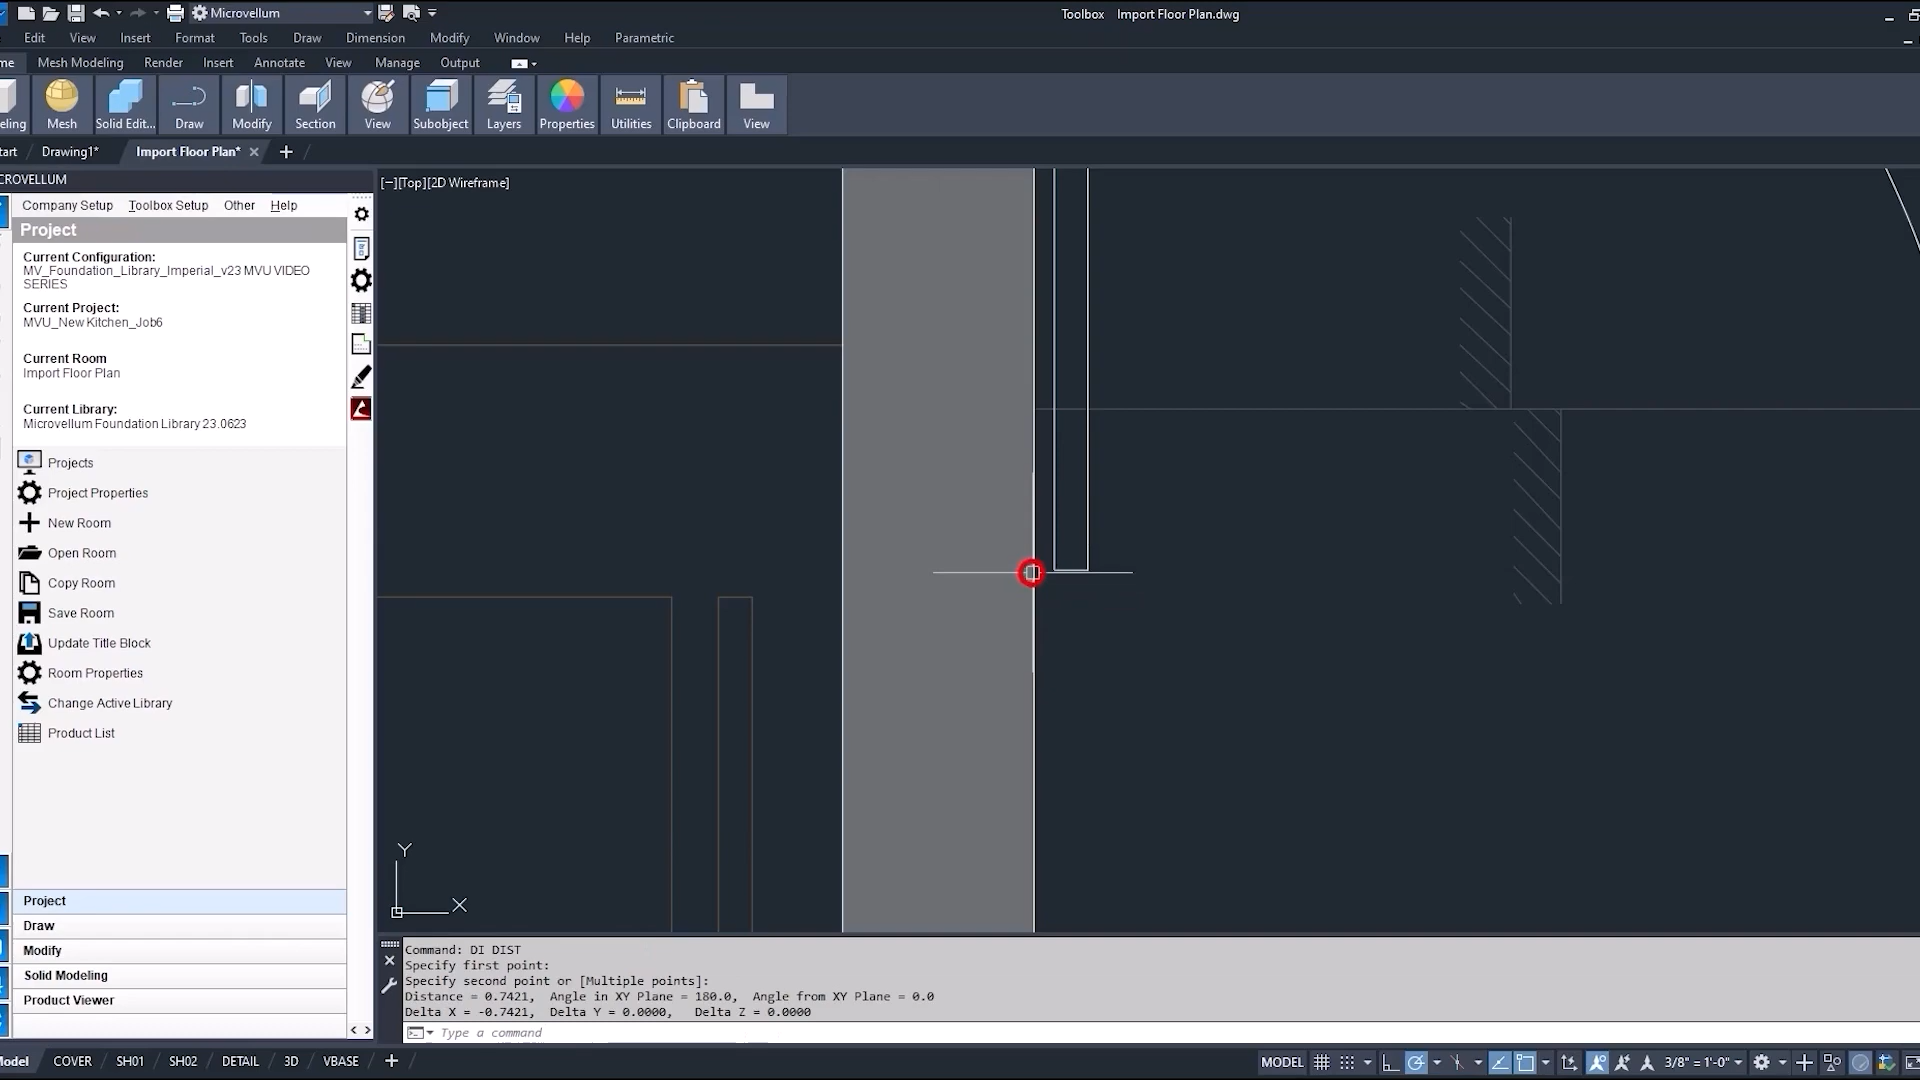 Microvellum
Toolbox Import Floor Plan.dwg
Edit View Insert Format Tools Draw Dimension Modify Window Help Parametric
me Mesh Modeling Render Insert Annotate View Manage Output
eling Mesh Solid Edit... Draw Modify Section View Subobject Layers Properties Utilities Clipboard View
tart Drawing1* Import Floor Plan*
CROVELLUM
[−][Top][2D Wireframe]
Company Setup Toolbox Setup Other Help
Project
Current Configuration:
MV_Foundation_Library_Imperial_v23 MVU VIDEO
SERIES
Current Project:
MVU_New Kitchen_Job6
Current Room
Import Floor Plan
Current Library:
Microvellum Foundation Library 23.0623
Projects
Project Properties
New Room
Open Room
Copy Room
Save Room
Update Title Block
Room Properties
Change Active Library
Product List
Y
X
Project
Draw
Modify
Solid Modeling
Product Viewer
Command: DI DIST
Specify first point:
Specify second point or [Multiple points]:
Distance = 0.7421, Angle in XY Plane = 180.0, Angle from XY Plane = 0.0
Delta X = -0.7421, Delta Y = 0.0000, Delta Z = 0.0000
Type a command
Model COVER SH01 SH02 DETAIL 3D VBASE
MODEL 3/8" = 1'-0"